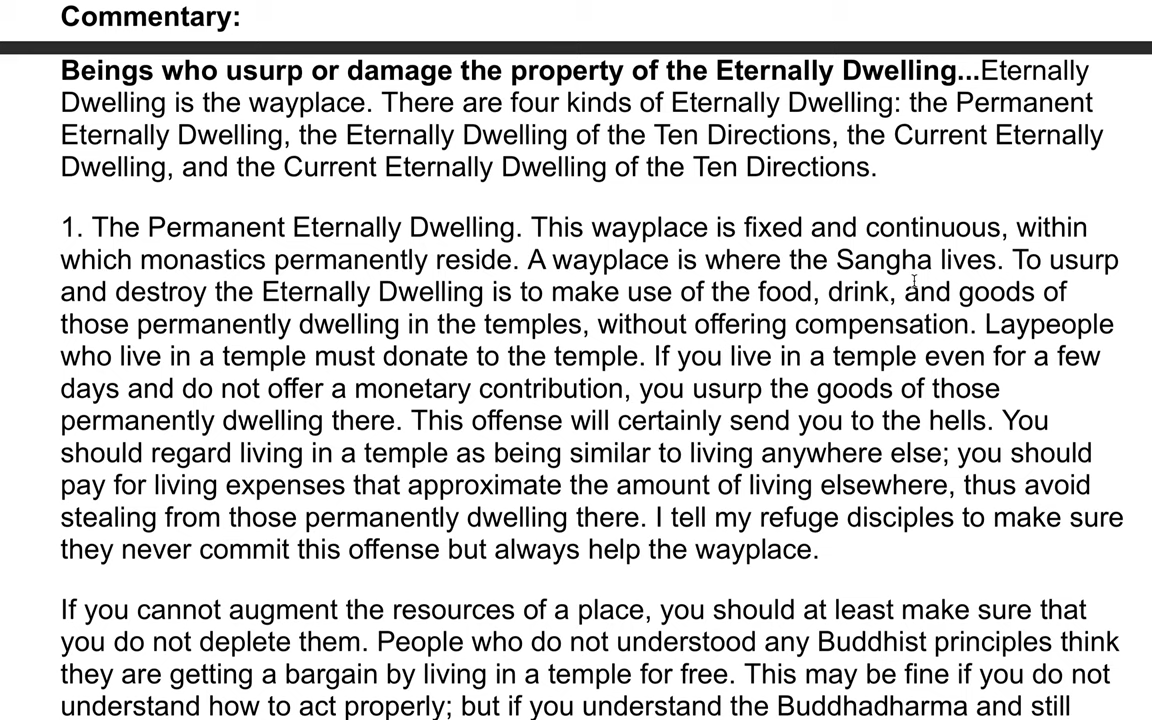 Commentary:
Beings who usurp or damage the property of the Eternally Dwelling...Eternally
Dwelling is the wayplace. There are four kinds of Eternally Dwelling: the Permanent
Eternally Dwelling, the Eternally Dwelling of the Ten Directions, the Current Eternally
Dwelling, and the Current Eternally Dwelling of the Ten Directions.
1. The Permanent Eternally Dwelling. This wayplace is fixed and continuous, within
which monastics permanently reside. A wayplace is where the Sangha lives. To usurp
and destroy the Eternally Dwelling is to make use of the food, drink, and goods of
those permanently dwelling in the temples, without offering compensation. Laypeople
who live in a temple must donate to the temple. If you live in a temple even for a few
days and do not offer a monetary contribution, you usurp the goods of those
permanently dwelling there. This offense will certainly send you to the hells. You
should regard living in a temple as being similar to living anywhere else; you should
pay for living expenses that approximate the amount of living elsewhere, thus avoid
stealing from those permanently dwelling there. I tell my refuge disciples to make sure
they never commit this offense but always help the wayplace.
If you cannot augment the resources of a place, you should at least make sure that
you do not deplete them. People who do not understood any Buddhist principles think
they are getting a bargain by living in a temple for free. This may be fine if you do not
understand how to act properly; but if you understand the Buddhadharma and still